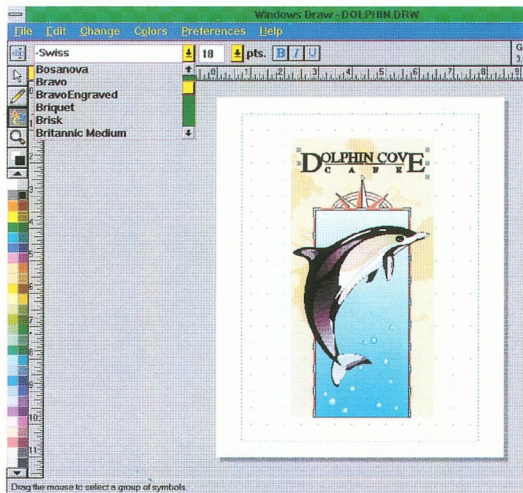 Windows Draw - DOLPHIN.DRW
File Edit Change Colors Preferences Help
-Swiss 18 pts. B I U
Bosanova
Bravo
BravoEngraved
Briquet
Brisk
Britannic Medium
DOLPHIN COVE
CAFE
Drag the mouse to select a group of symbols.